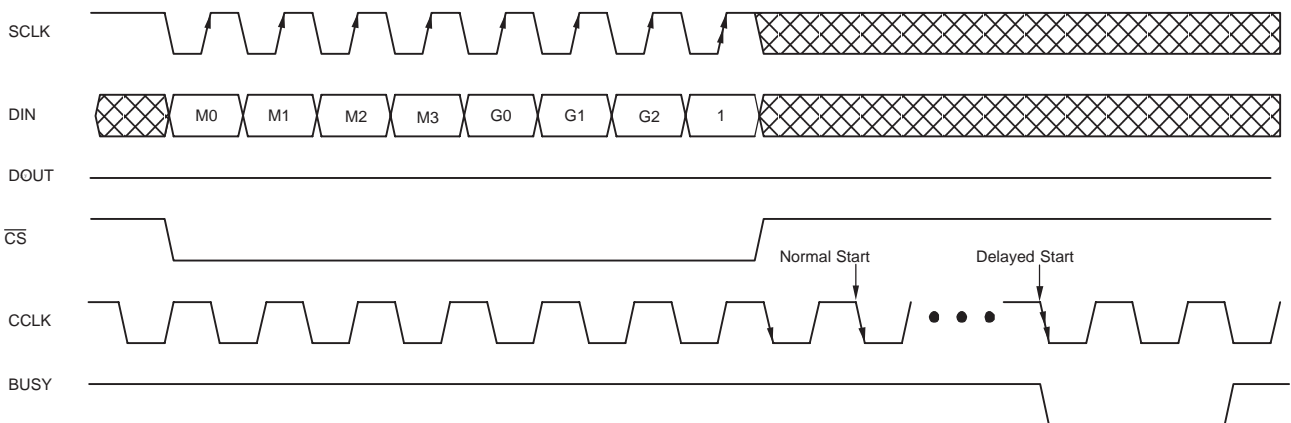 SCLK
DIN M0 M1 M2 M3 G0 G1 G2 1
DOUT
CS
Normal Start Delayed Start
CCLK
BUSY